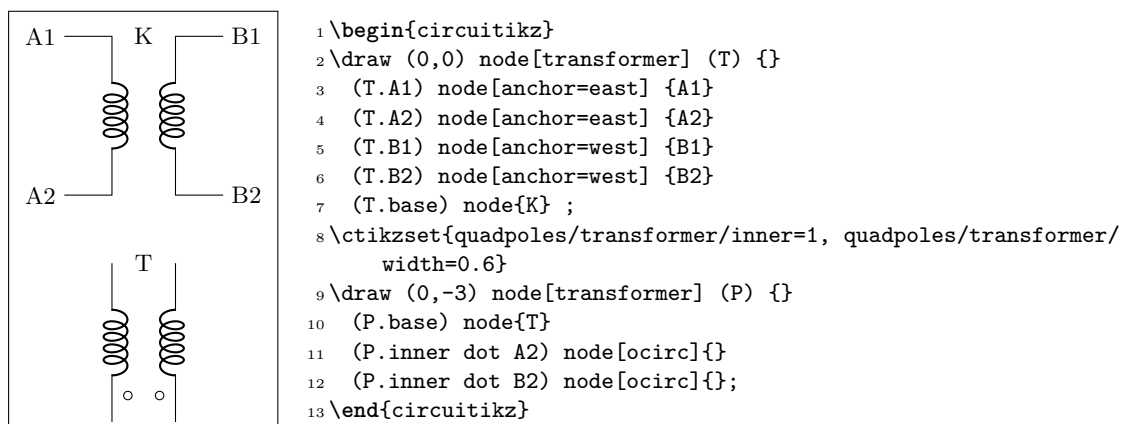 A1 K B1
A2 B2
T
1 \begin{circuitikz}
2 \draw (0,0) node[transformer] (T) {}
3 (T.A1) node[anchor=east] {A1}
4 (T.A2) node[anchor=east] {A2}
5 (T.B1) node[anchor=west] {B1}
6 (T.B2) node[anchor=west] {B2}
7 (T.base) node{K} ;
8 \ctikzset{quadpoles/transformer/inner=1, quadpoles/transformer/
width=0.6}
9 \draw (0,-3) node[transformer] (P) {}
10 (P.base) node{T}
11 (P.inner dot A2) node[ocirc]{}
12 (P.inner dot B2) node[ocirc]{};
13 \end{circuitikz}